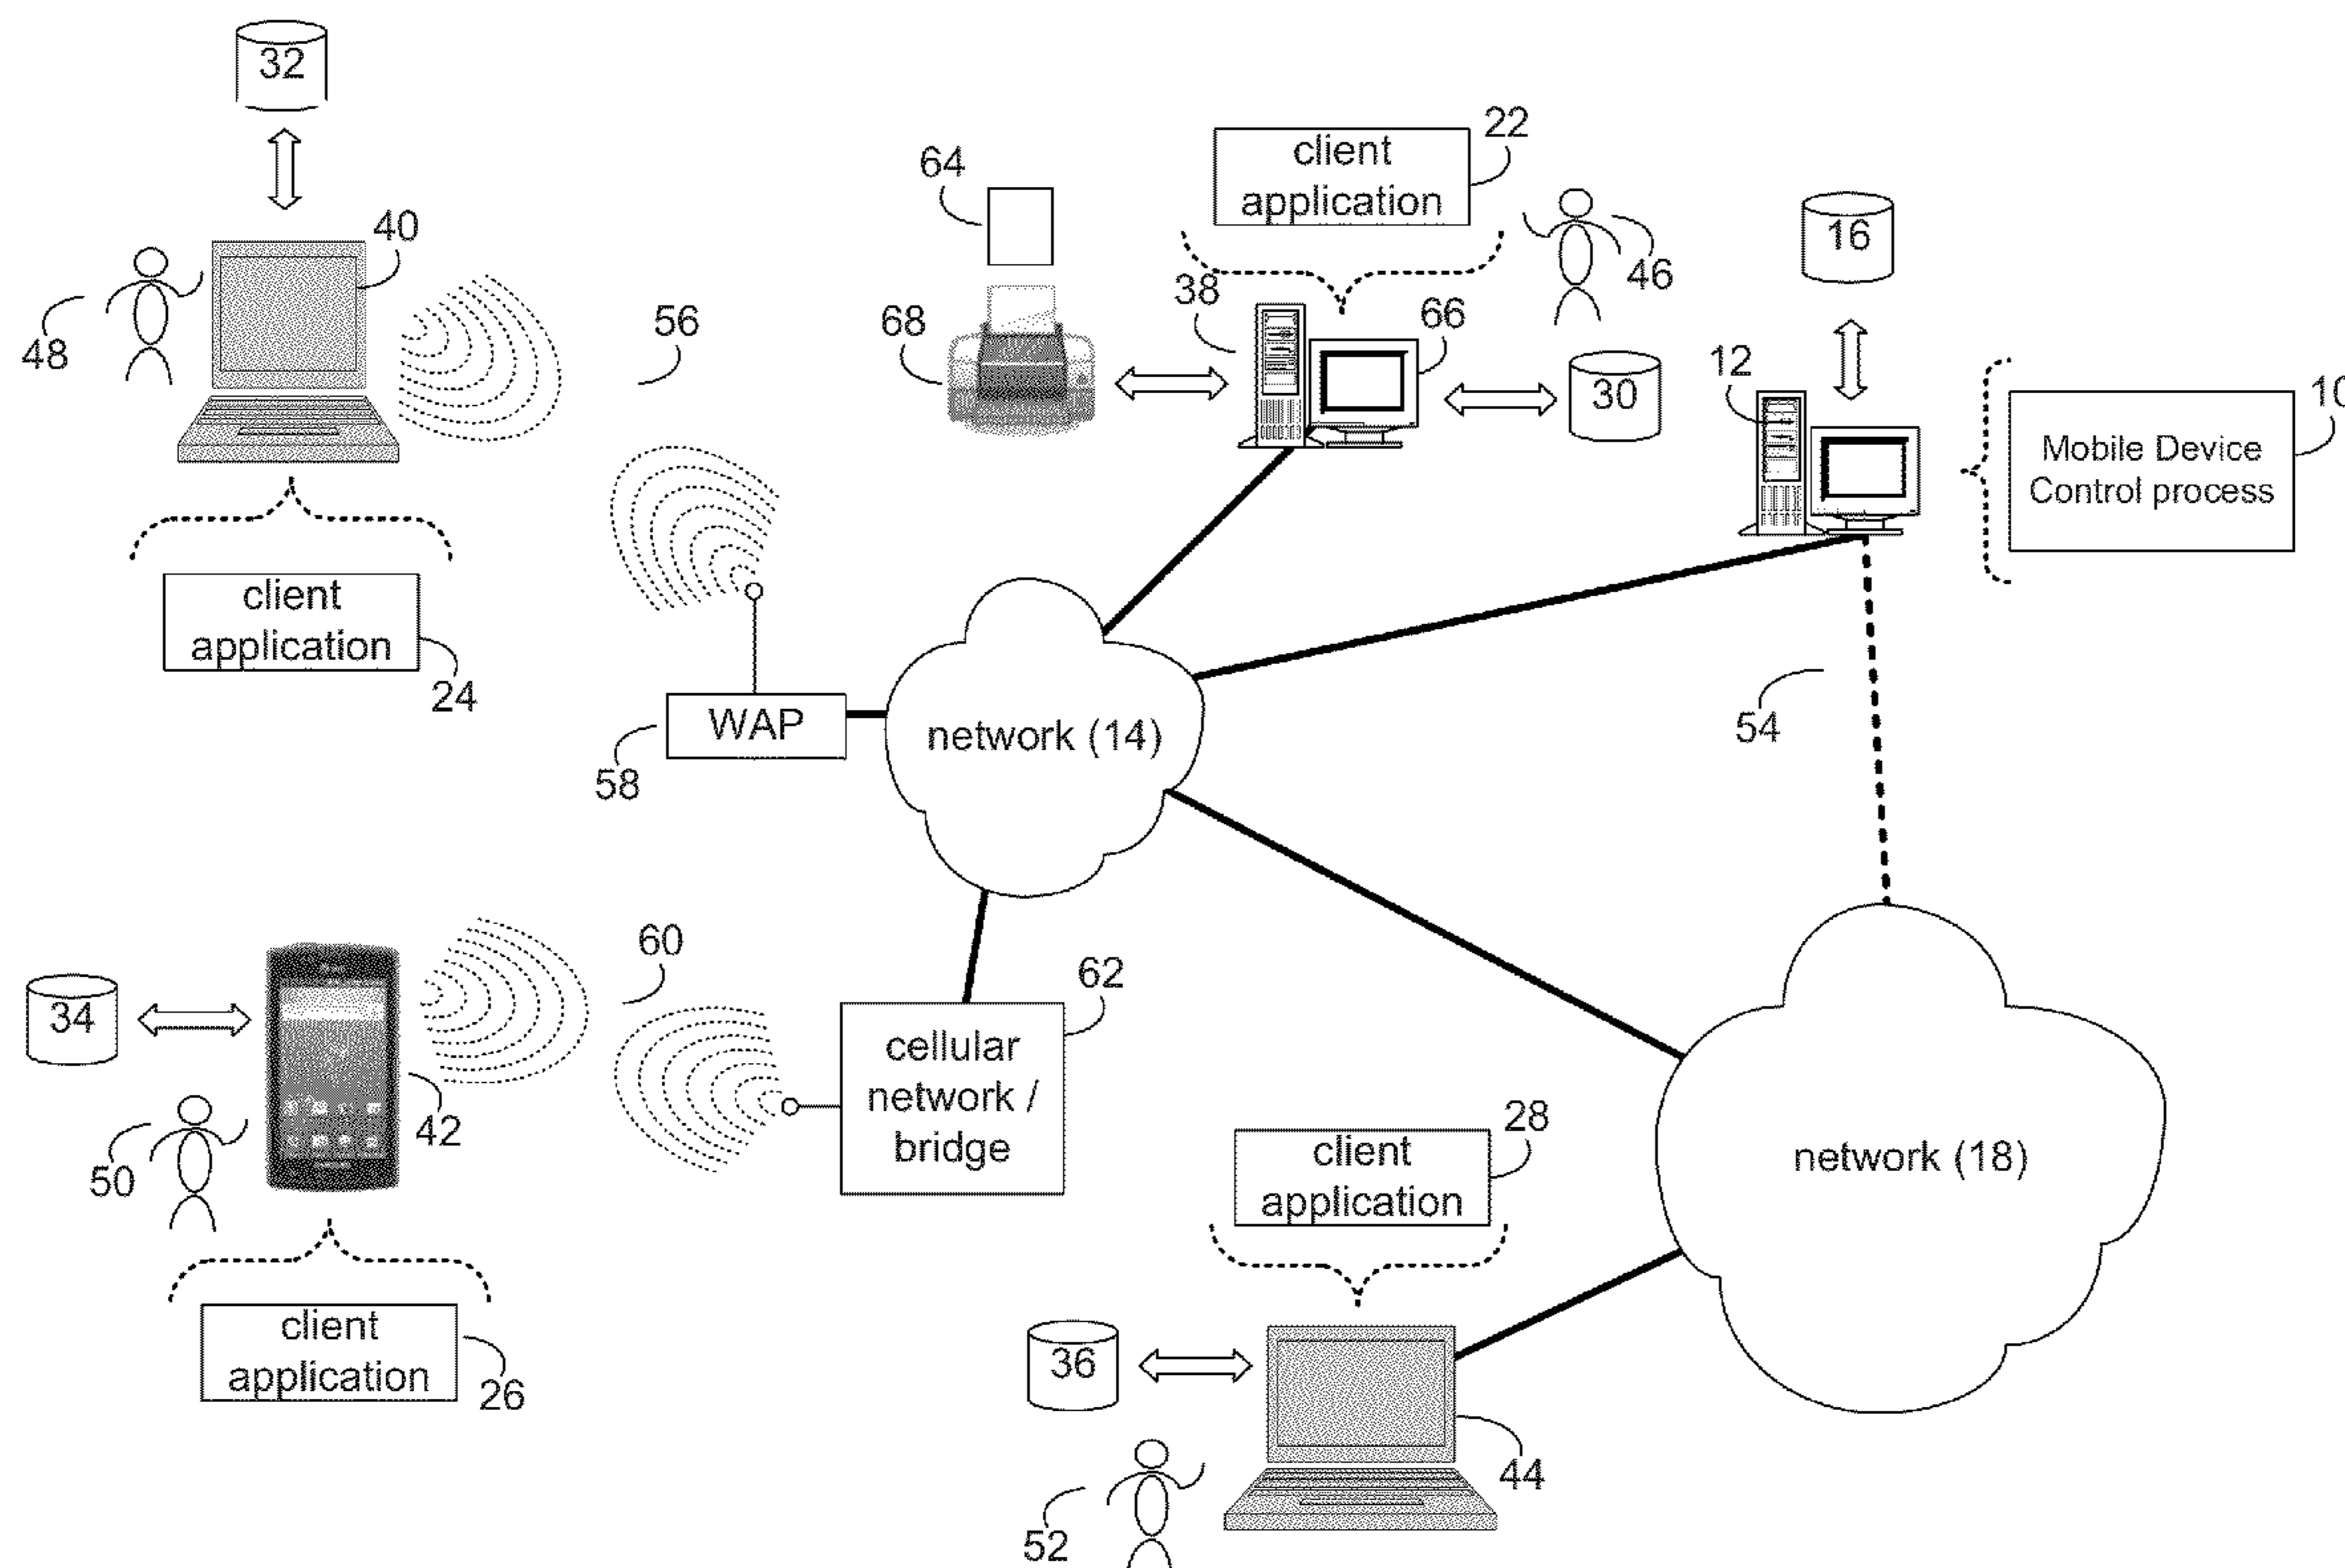 32
40
48
56
client
application
24
64
68
client
application
22
38
66
46
30
16
12
Mobile Device
Control process
10
WAP
58
network (14)
54
34
42
50
60
62
cellular
network /
bridge
client
application
26
client
application
28
network (18)
36
44
52